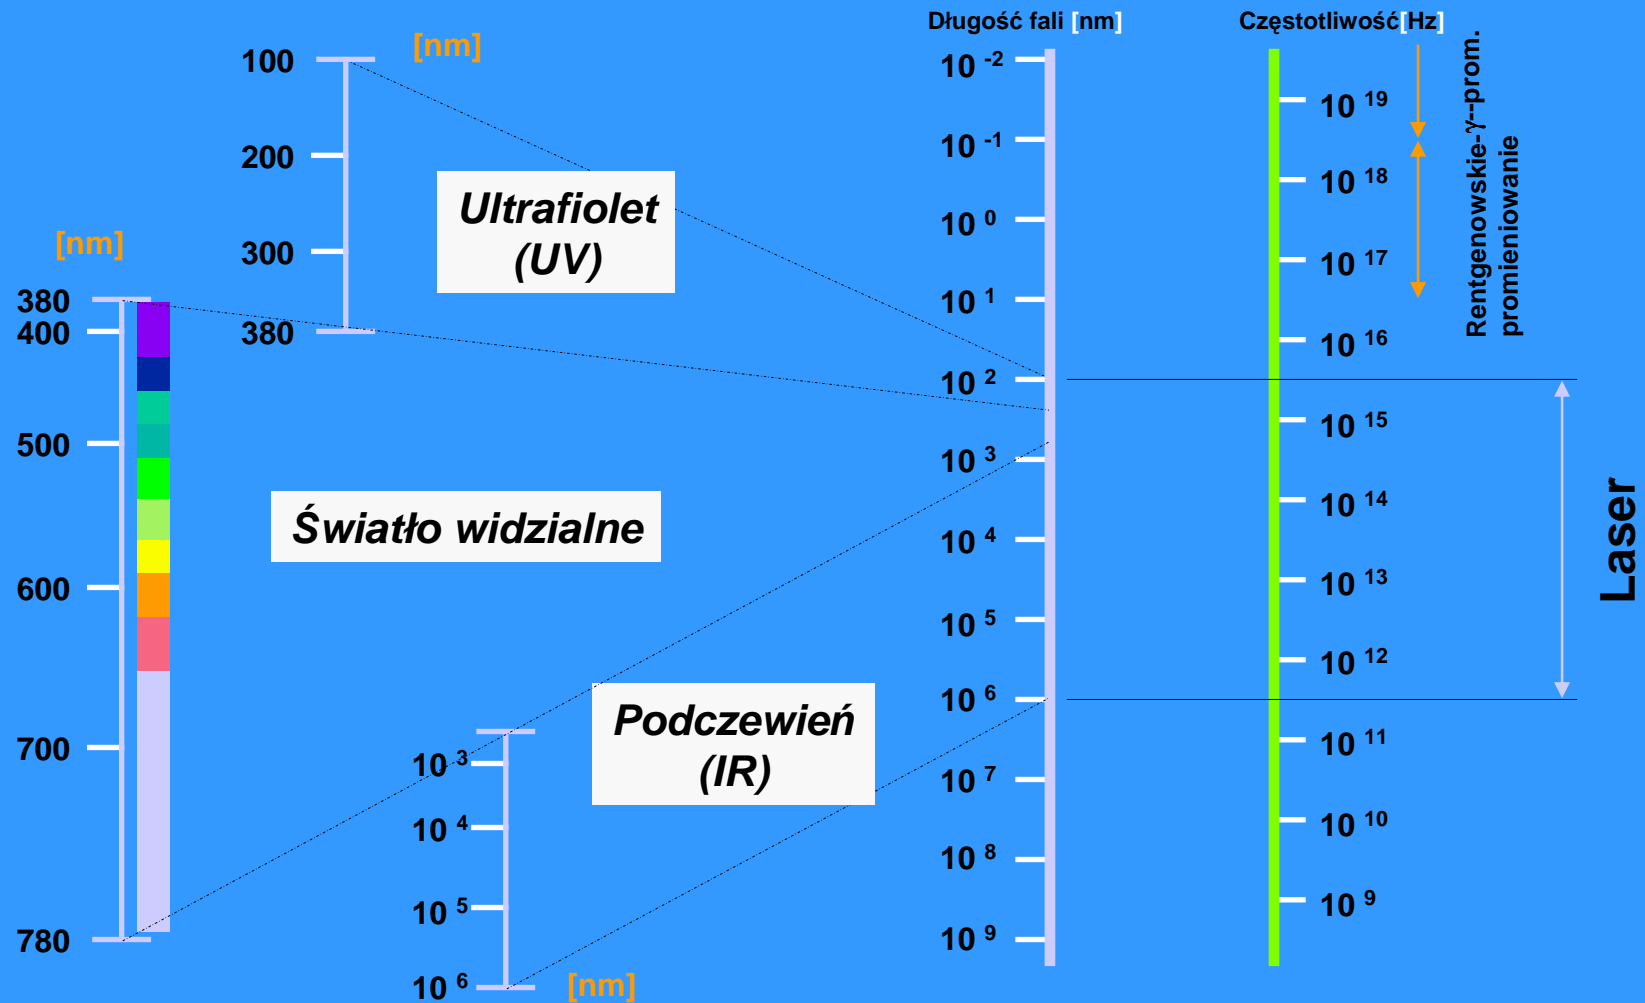 [nm]
380
400
500
600
700
780
[nm]
100
200
300
380
Ultrafiolet
(UV)
Światło widzialne
Podczewień
(IR)
10 3
10 4
10 5
10 6
[nm]
Długość fali [nm]
10 -2
10 -1
10 0
10 1
10 2
10 3
10 4
10 5
10 6
10 7
10 8
10 9
Częstotliwość[Hz]
10 19
10 18
10 17
10 16
10 15
10 14
10 13
10 12
10 11
10 10
10 9
Rentgenowskie-γ-–prom.
promieniowanie
Laser